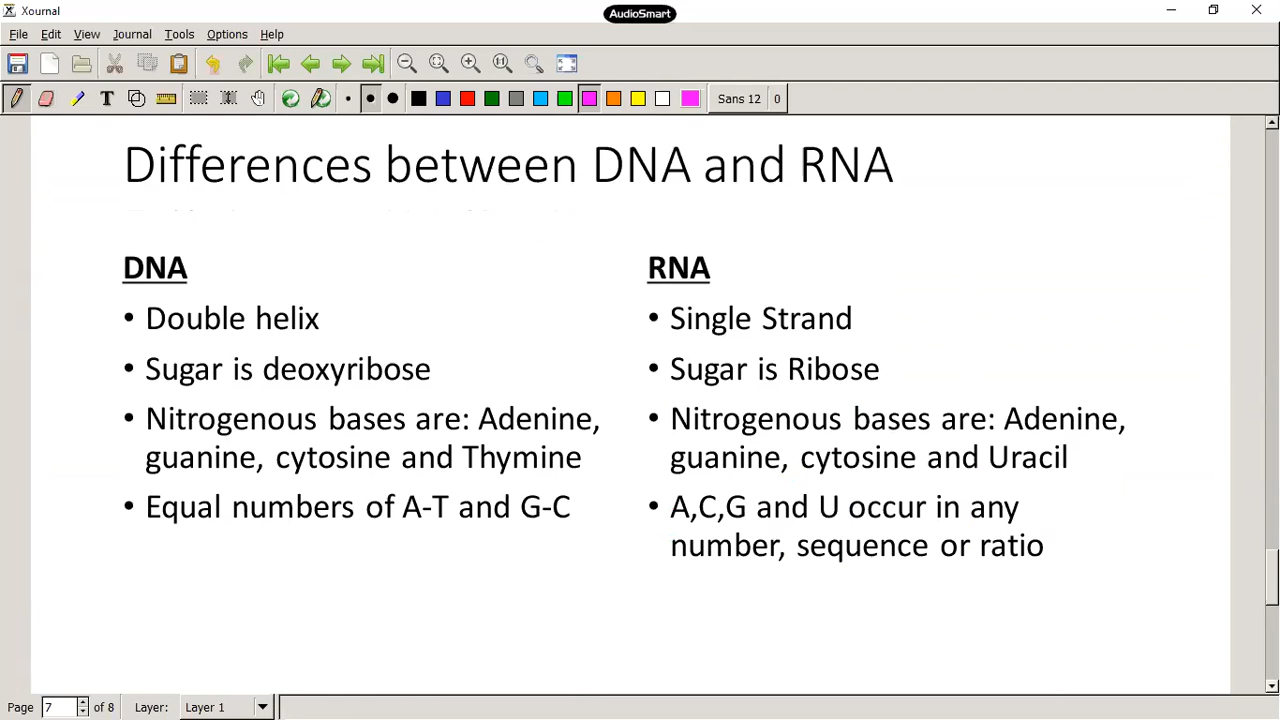 Xournal
AudioSmart
File Edit View Journal Tools Options Help
Sans 12 0
Differences between DNA and RNA
DNA
• Double helix
• Sugar is deoxyribose
• Nitrogenous bases are: Adenine,
guanine, cytosine and Thymine
• Equal numbers of A-T and G-C
RNA
• Single Strand
• Sugar is Ribose
• Nitrogenous bases are: Adenine,
guanine, cytosine and Uracil
• A,C,G and U occur in any
number, sequence or ratio
Page 7 of 8 Layer: Layer 1